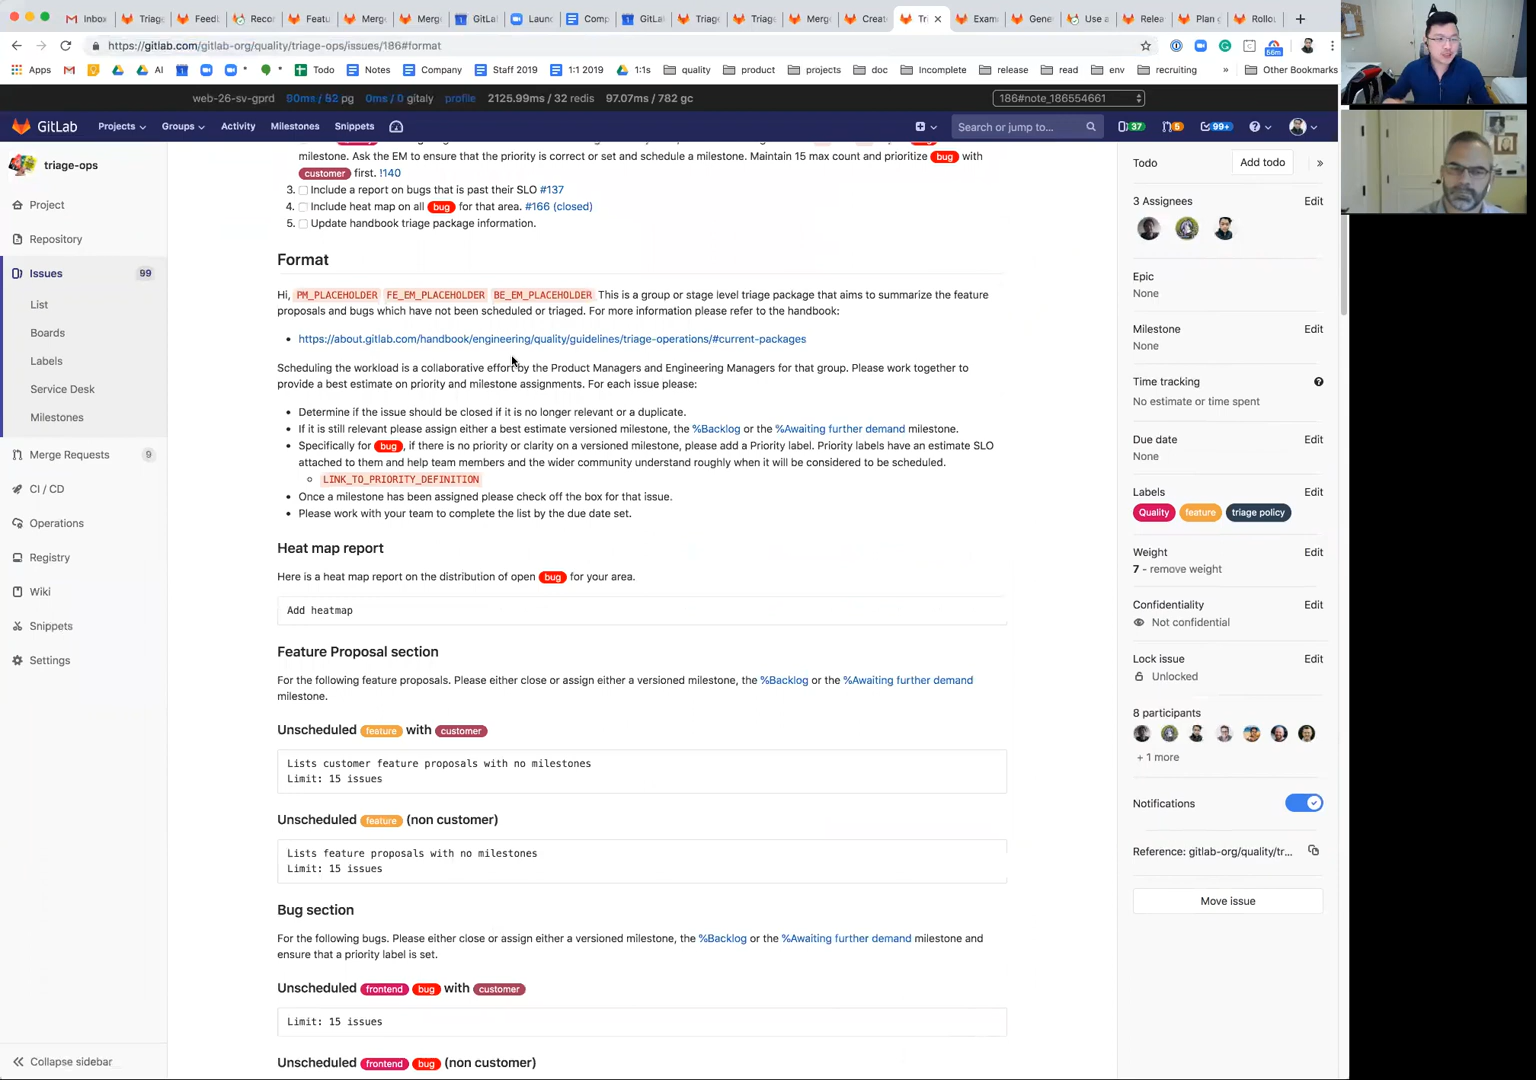 Inbo
Triag
Feedl
Recor
Featu
Merge
Merge
GitLa
Laun
Comp
GitLa
Triag
Triag
Merge
Creat
Tri
Exam
Gene
Use a
Relea
Plan g
Rollo
https://gitlab.com/gitlab-org/quality/triage-ops/issues/186#format
66m
Apps
AI
Todo
Notes
Company
Staff 2019
1:1 2019
1:1s
quality
product
projects
doc
Incomplete
release
read
env
recruiting
»
Other Bookmarks
web-26-sv-gprd 90ms / 82 pg 0ms / 0 gitaly profile 2125.99ms / 32 redis 97.07ms / 782 gc
186#note_186554661
GitLab
Projects
Groups
Activity
Milestones
Snippets
Search or jump to...
37
5
99+
triage-ops
Project
Repository
Issues 99
List
Boards
Labels
Service Desk
Milestones
Merge Requests 9
CI / CD
Operations
Registry
Wiki
Snippets
Settings
Collapse sidebar
milestone. Ask the EM to ensure that the priority is correct or set and schedule a milestone. Maintain 15 max count and prioritize bug with
customer first. !140
3. Include a report on bugs that is past their SLO #137
4. Include heat map on all bug for that area. #166 (closed)
5. Update handbook triage package information.
Format
Hi, PM_PLACEHOLDER FE_EM_PLACEHOLDER BE_EM_PLACEHOLDER This is a group or stage level triage package that aims to summarize the feature
proposals and bugs which have not been scheduled or triaged. For more information please refer to the handbook:
• https://about.gitlab.com/handbook/engineering/quality/guidelines/triage-operations/#current-packages
Scheduling the workload is a collaborative effort by the Product Managers and Engineering Managers for that group. Please work together to
provide a best estimate on priority and milestone assignments. For each issue please:
• Determine if the issue should be closed if it is no longer relevant or a duplicate.
• If it is still relevant please assign either a best estimate versioned milestone, the %Backlog or the %Awaiting further demand milestone.
• Specifically for bug, if there is no priority or clarity on a versioned milestone, please add a Priority label. Priority labels have an estimate SLO
attached to them and help team members and the wider community understand roughly when it will be considered to be scheduled.
LINK_TO_PRIORITY_DEFINITION
• Once a milestone has been assigned please check off the box for that issue.
• Please work with your team to complete the list by the due date set.
Heat map report
Here is a heat map report on the distribution of open bug for your area.
Add heatmap
Feature Proposal section
For the following feature proposals. Please either close or assign either a versioned milestone, the %Backlog or the %Awaiting further demand
milestone.
Unscheduled feature with customer
Lists customer feature proposals with no milestones
Limit: 15 issues
Unscheduled feature (non customer)
Lists feature proposals with no milestones
Limit: 15 issues
Bug section
For the following bugs. Please either close or assign either a versioned milestone, the %Backlog or the %Awaiting further demand milestone and
ensure that a priority label is set.
Unscheduled frontend bug with customer
Limit: 15 issues
Unscheduled frontend bug (non customer)
Todo
Add todo
»
3 Assignees
Edit
Epic
None
Milestone
Edit
None
Time tracking
No estimate or time spent
Due date
Edit
None
Labels
Edit
Quality feature triage policy
Weight
Edit
7 - remove weight
Confidentiality
Edit
Not confidential
Lock issue
Edit
Unlocked
8 participants
+ 1 more
Notifications
Reference: gitlab-org/quality/tr...
Move issue